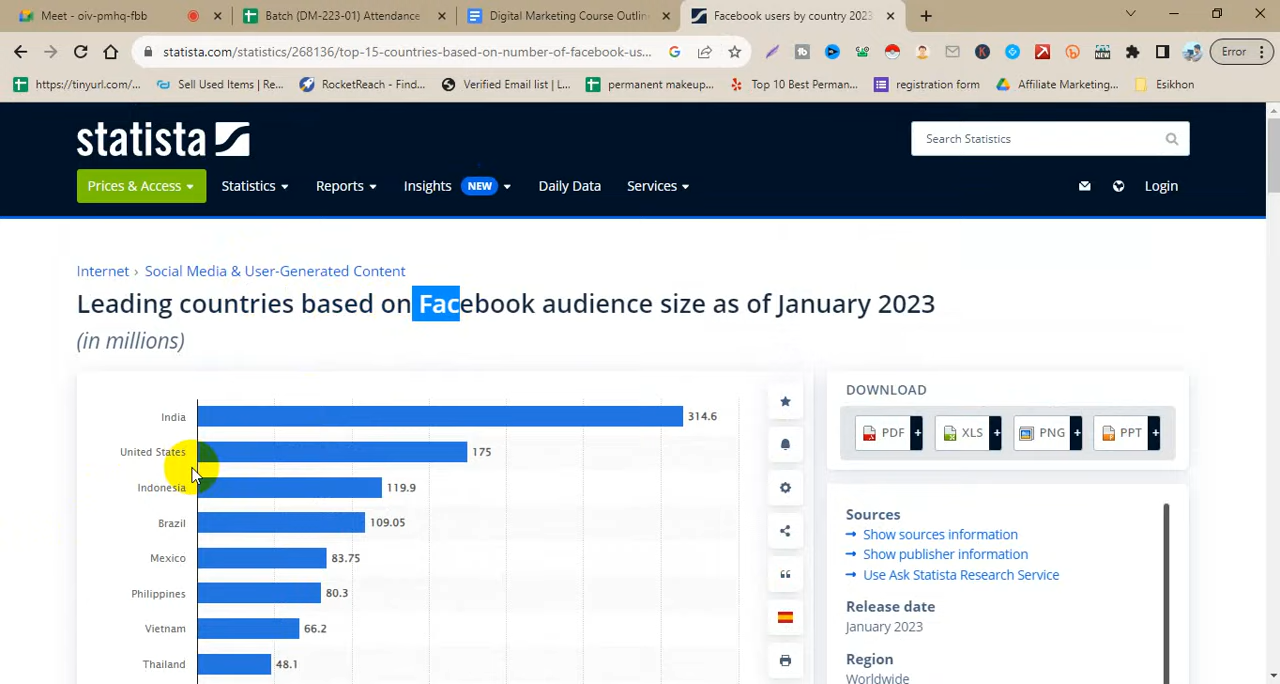 Meet - oiv-pmhq-fbb
Batch (DM-223-01) Attendance
Digital Marketing Course Outlin
Facebook users by country 2023
statista.com/statistics/268136/top-15-countries-based-on-number-of-facebook-us...
Error
https://tinyurl.com/...
Sell Used Items | Re...
RocketReach - Find...
Verified Email list | L...
permanent makeup...
Top 10 Best Perman...
registration form
Affiliate Marketing...
Esikhon
statista
Search Statistics
Prices & Access
Statistics
Reports
Insights
NEW
Daily Data
Services
Login
Internet › Social Media & User-Generated Content
Leading countries based on Facebook audience size as of January 2023
(in millions)
India 314.6
United States 175
Indonesia 119.9
Brazil 109.05
Mexico 83.75
Philippines 80.3
Vietnam 66.2
Thailand 48.1
DOWNLOAD
PDF + XLS + PNG + PPT +
Sources
→ Show sources information
→ Show publisher information
→ Use Ask Statista Research Service
Release date
January 2023
Region
Worldwide